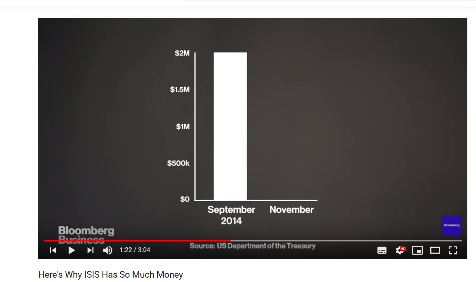 $2M
$1.5M
$1M
$500k
$0
September November
2014
Bloomberg
Business
Source: US Department of the Treasury
Bloomberg
1:22 / 3:04
Here's Why ISIS Has So Much Money